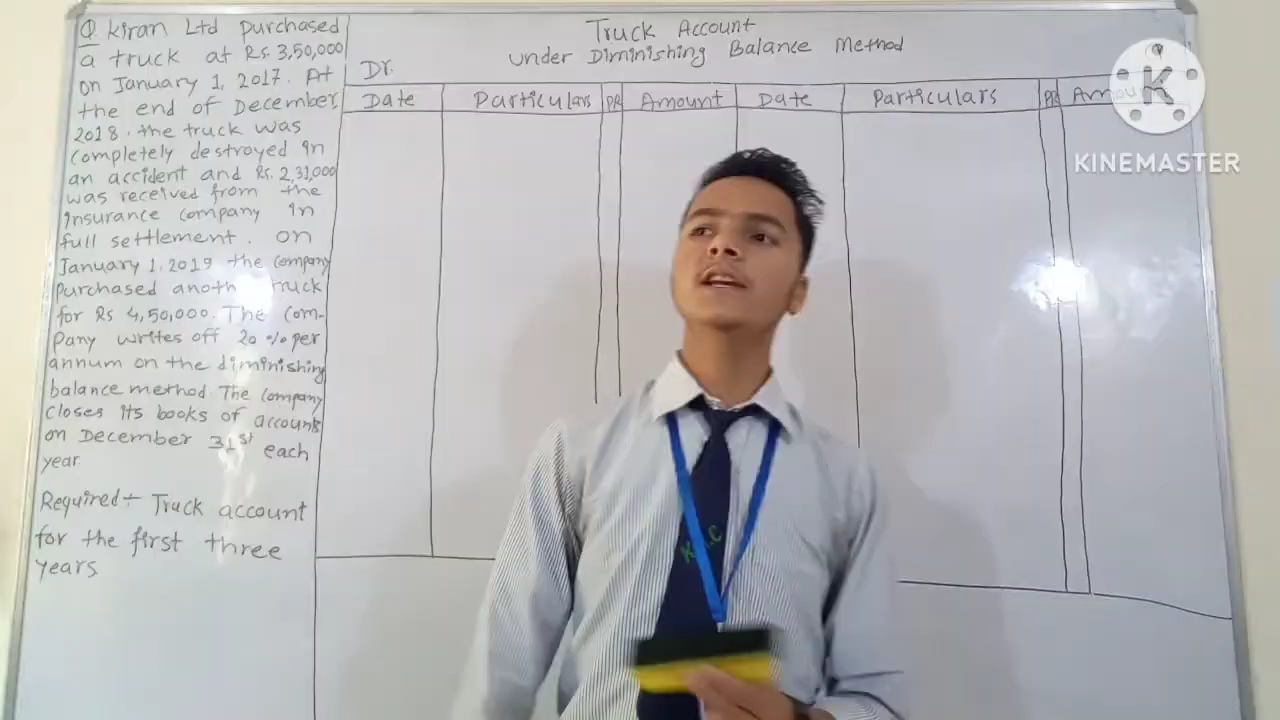 Q Kiran Ltd purchased
a truck at Rs. 3,50,000
on January 1, 2017. At
the end of December
2018. the truck was
completely destroyed in
an accident and Rs. 2,31,000
was received from the
insurance company in
full settlement. on
January 1, 2019 the company
purchased anoth truck
for Rs 4,50,000. The com-
pany writes off 20 % per
annum on the diminishing
balance method. The company
closes its books of accounts
on December 31st each
year.
Required÷ Truck account
for the first three
years
Truck Account
under Diminishing Balance Method
Dr.
Date Particulars PR Amount Date Particulars PR Amou
K
KINEMASTER